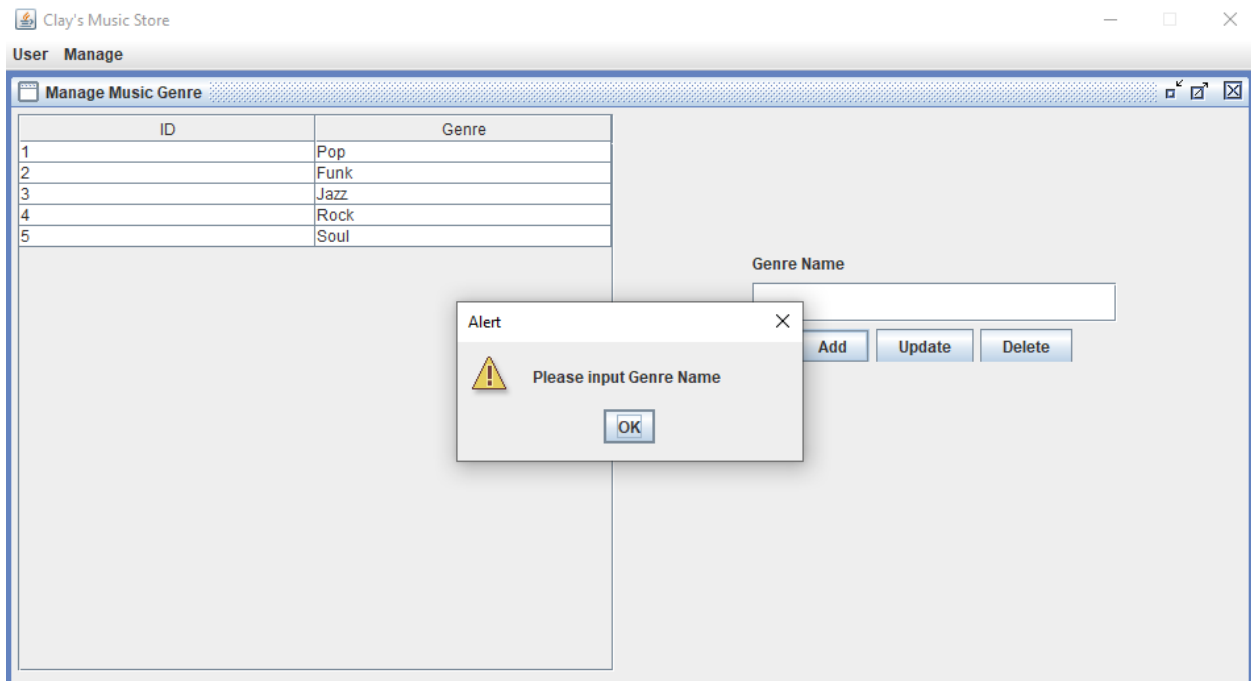 Clay's Music Store
User Manage
Manage Music Genre
ID Genre
1 Pop
2 Funk
3 Jazz
4 Rock
5 Soul
Genre Name
Add Update Delete
Alert
Please input Genre Name
OK